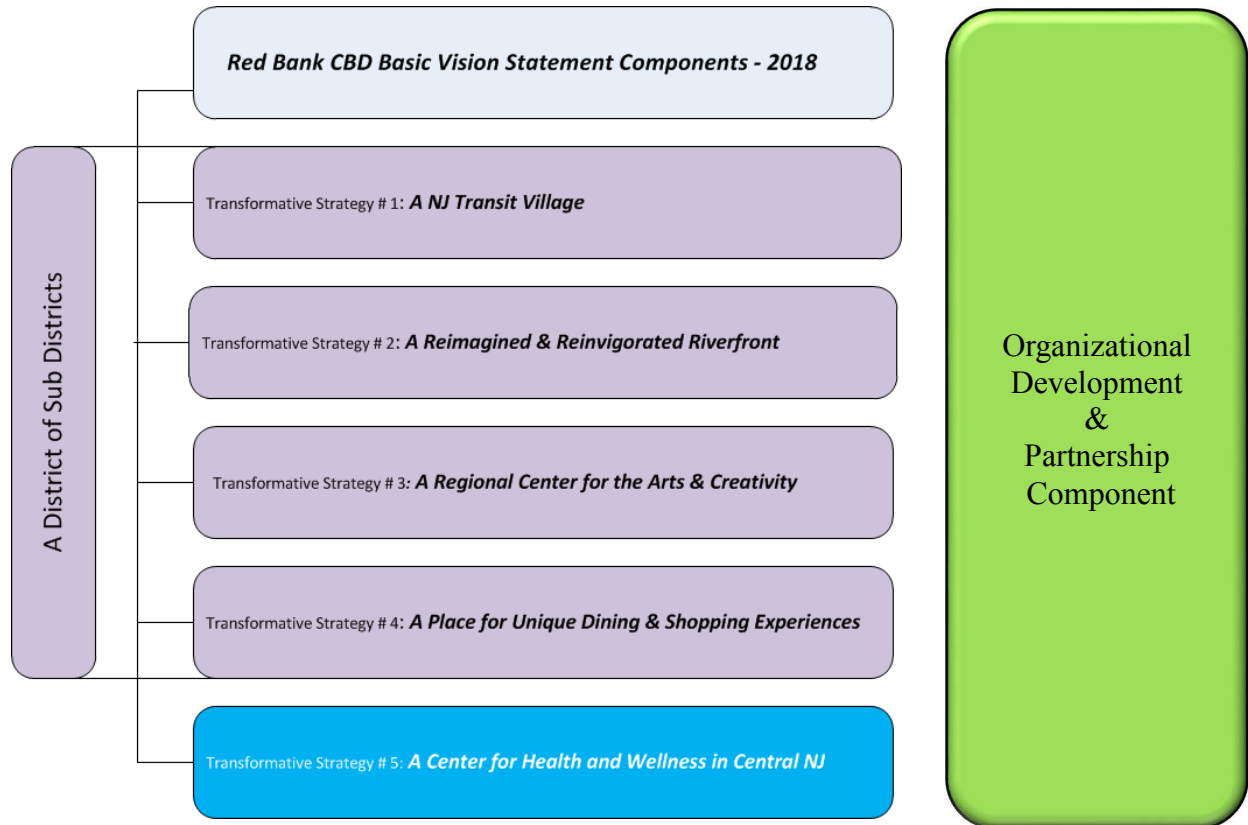 Red Bank CBD Basic Vision Statement Components - 2018
A District of Sub Districts
Transformative Strategy # 1: A NJ Transit Village
Transformative Strategy # 2: A Reimagined & Reinvigorated Riverfront
Transformative Strategy # 3: A Regional Center for the Arts & Creativity
Transformative Strategy # 4: A Place for Unique Dining & Shopping Experiences
Transformative Strategy # 5: A Center for Health and Wellness in Central NJ
Organizational
Development
&
Partnership
Component